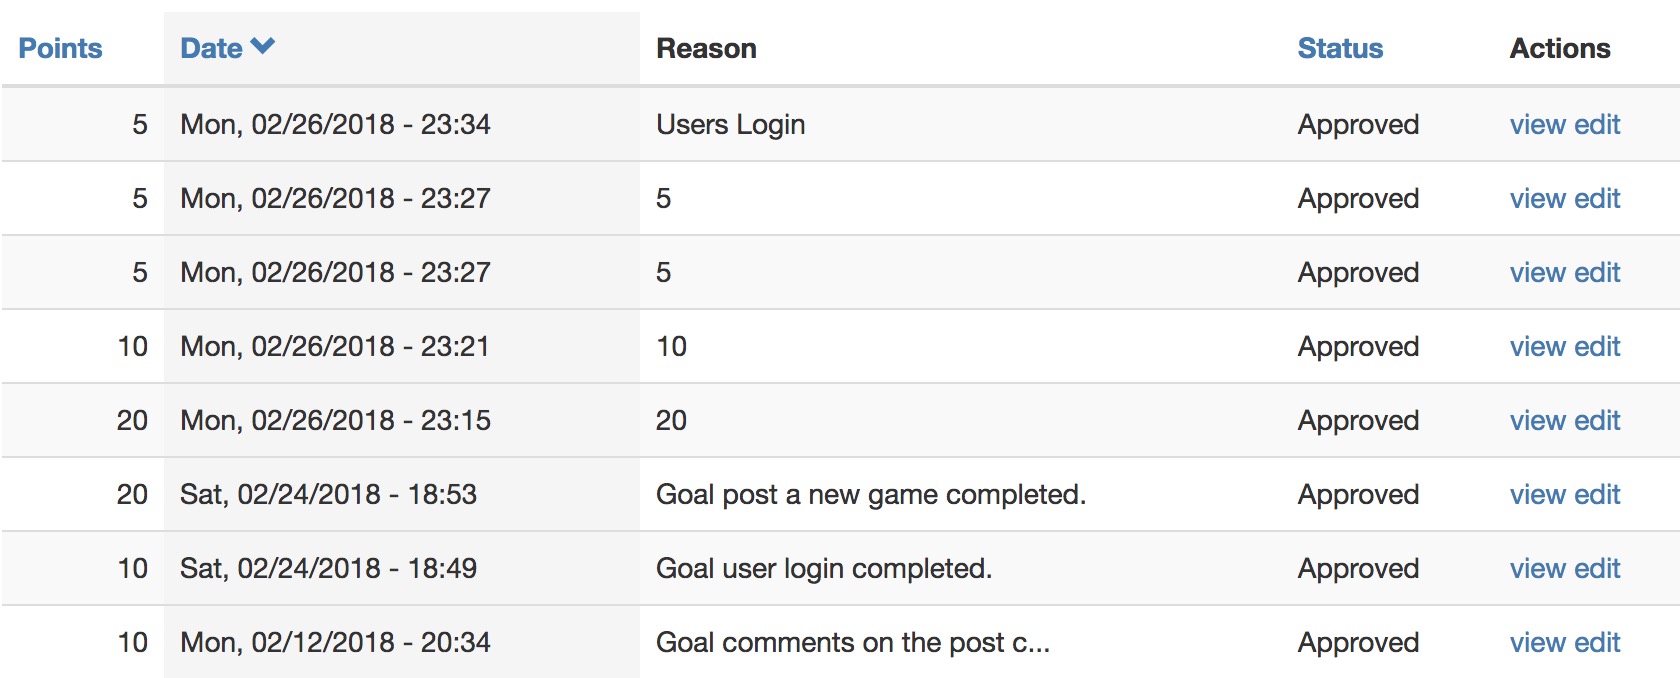 Points Date Reason Status Actions
5 Mon, 02/26/2018 - 23:34 Users Login Approved view edit
5 Mon, 02/26/2018 - 23:27 5 Approved view edit
5 Mon, 02/26/2018 - 23:27 5 Approved view edit
10 Mon, 02/26/2018 - 23:21 10 Approved view edit
20 Mon, 02/26/2018 - 23:15 20 Approved view edit
20 Sat, 02/24/2018 - 18:53 Goal post a new game completed. Approved view edit
10 Sat, 02/24/2018 - 18:49 Goal user login completed. Approved view edit
10 Mon, 02/12/2018 - 20:34 Goal comments on the post c... Approved view edit